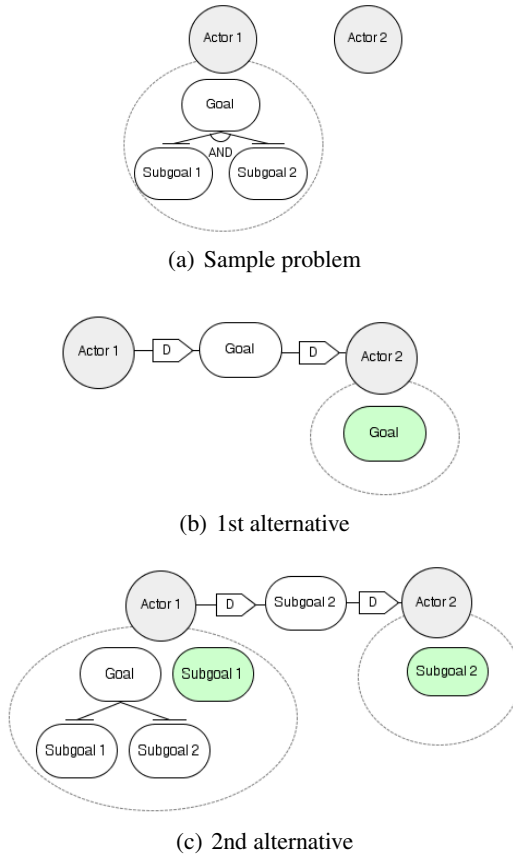 Actor 1
Actor 2
Goal
AND
Subgoal 1
Subgoal 2
(a) Sample problem
Actor 1
D
Goal
D
Actor 2
Goal
(b) 1st alternative
Actor 1
D
Subgoal 2
D
Actor 2
Goal
Subgoal 1
Subgoal 2
Subgoal 1
Subgoal 2
(c) 2nd alternative